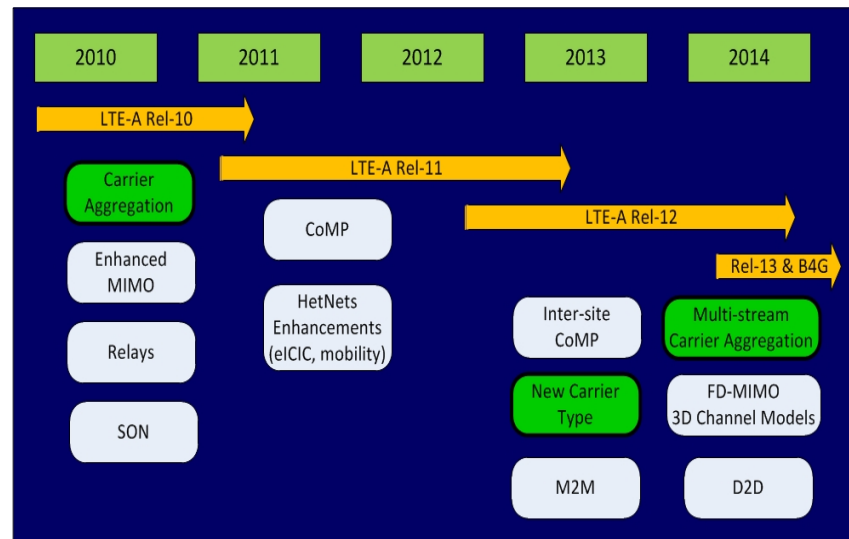 2010
2011
2012
2013
2014
LTE-A Rel-10
LTE-A Rel-11
LTE-A Rel-12
Rel-13 & B4G
Carrier
Aggregation
Enhanced
MIMO
Relays
SON
CoMP
HetNets
Enhancements
(eICIC, mobility)
Inter-site
CoMP
New Carrier
Type
M2M
Multi-stream
Carrier Aggregation
FD-MIMO
3D Channel Models
D2D